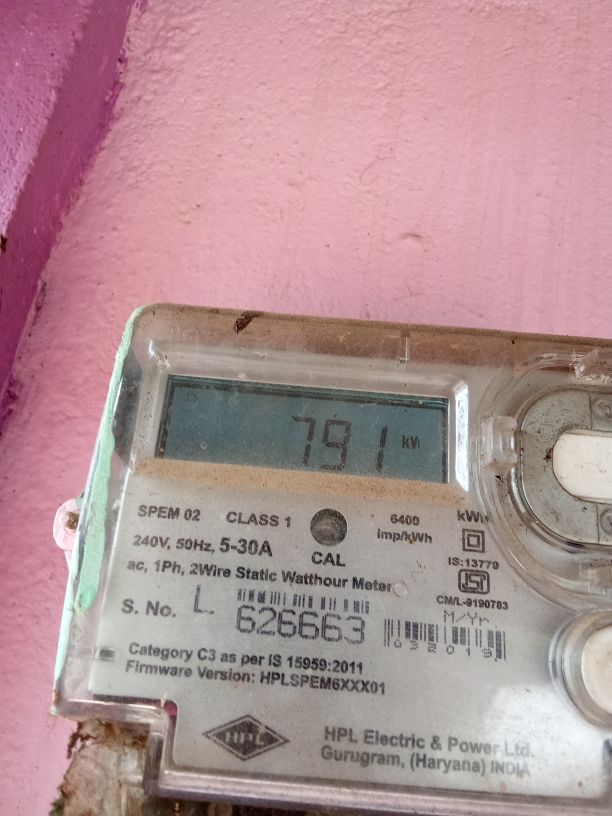 791 kW
SPEM 02 CLASS 1 6400 imp/kWh kWh
240V, 50Hz, 5-30A CAL IS:13779
ac, 1Ph, 2Wire Static Watthour Meter CM/L-9190783
S. No. L 626663 M/Yr
Category C3 as per IS 15959:2011
Firmware Version: HPLSPEM6XXX01
HPL HPL Electric & Power Ltd.
Gurugram, (Haryana) INDIA